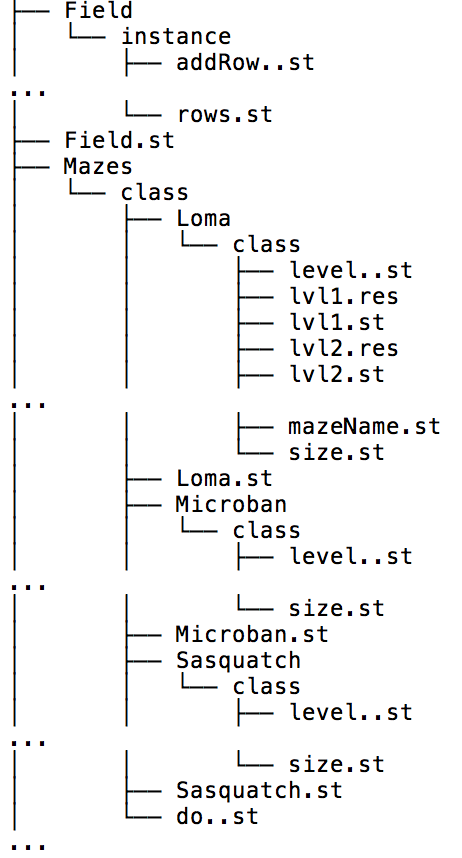 ├── Field
│   └── instance
│       ├── addRow..st
...
│       └── rows.st
├── Field.st
├── Mazes
│   └── class
│       ├── Loma
│       │   └── class
│       │       ├── level..st
│       │       ├── lvl1.res
│       │       ├── lvl1.st
│       │       ├── lvl2.res
│       │       ├── lvl2.st
...
│       │       ├── mazeName.st
│       │       └── size.st
│       ├── Loma.st
│       ├── Microban
│       │   └── class
│       │       ├── level..st
...
│       │       └── size.st
│       ├── Microban.st
│       ├── Sasquatch
│       │   └── class
│       │       ├── level..st
...
│       │       └── size.st
│       ├── Sasquatch.st
│       └── do..st
...